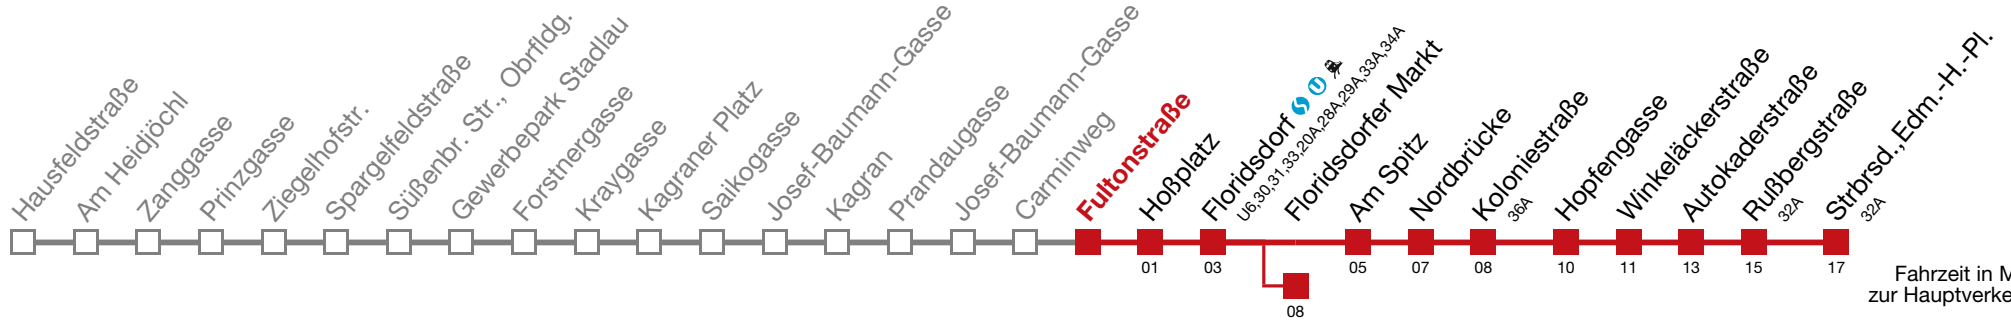 Hausfeldstraße
Am Heidjöchl
Zanggasse
Prinzgasse
Ziegelhofstr.
Spargelfeldstraße
Süßenbr. Str., Obrfldg.
Gewerbepark Stadlau
Forstnergasse
Kraygasse
Kagraner Platz
Saikogasse
Josef-Baumann-Gasse
Kagran
Prandaugasse
Josef-Baumann-Gasse
Carminweg
Fultonstraße
Hoßplatz
Floridsdorf
U6,30,31,33,20A,28A,29A,33A,34A
Floridsdorfer Markt
Am Spitz
Nordbrücke
Koloniestraße
36A
Hopfengasse
Winkeläckerstraße
Autokaderstraße
Rußbergstraße
32A
Strbrsd.,Edm.-H.-Pl.
32A
01
03
08
05
07
08
10
11
13
15
17
Fahrzeit in M
zur Hauptverke